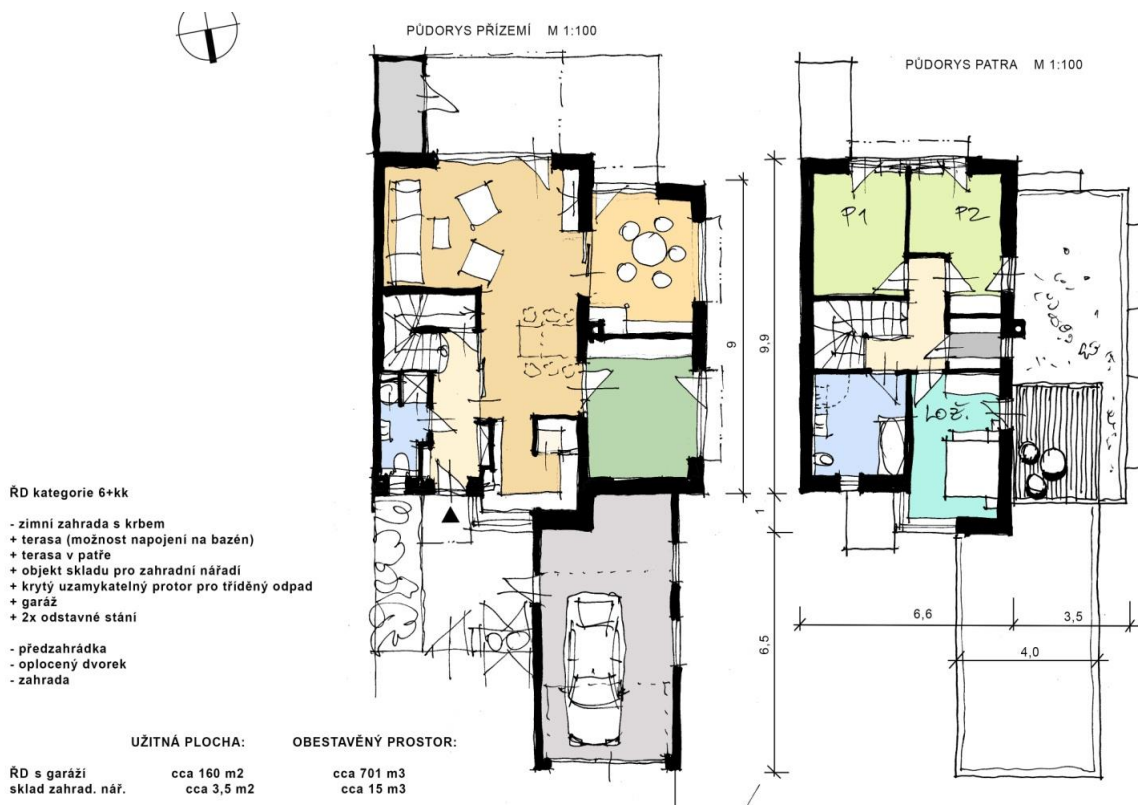 PŮDORYS PŘÍZEMÍ M 1:100
PŮDORYS PATRA M 1:100
P1
P2
LOŽ.
9
9,9
1
6,5
6,6
3,5
4,0
ŘD kategorie 6+kk
- zimní zahrada s krbem
+ terasa (možnost napojení na bazén)
+ terasa v patře
+ objekt skladu pro zahradní nářadí
+ krytý uzamykatelný protor pro tříděný odpad
+ garáž
+ 2x odstavné stání
- předzahrádka
- oplocený dvorek
- zahrada
UŽITNÁ PLOCHA: OBESTAVĚNÝ PROSTOR:
ŘD s garáží cca 160 m2 cca 701 m3
sklad zahrad. nář. cca 3,5 m2 cca 15 m3